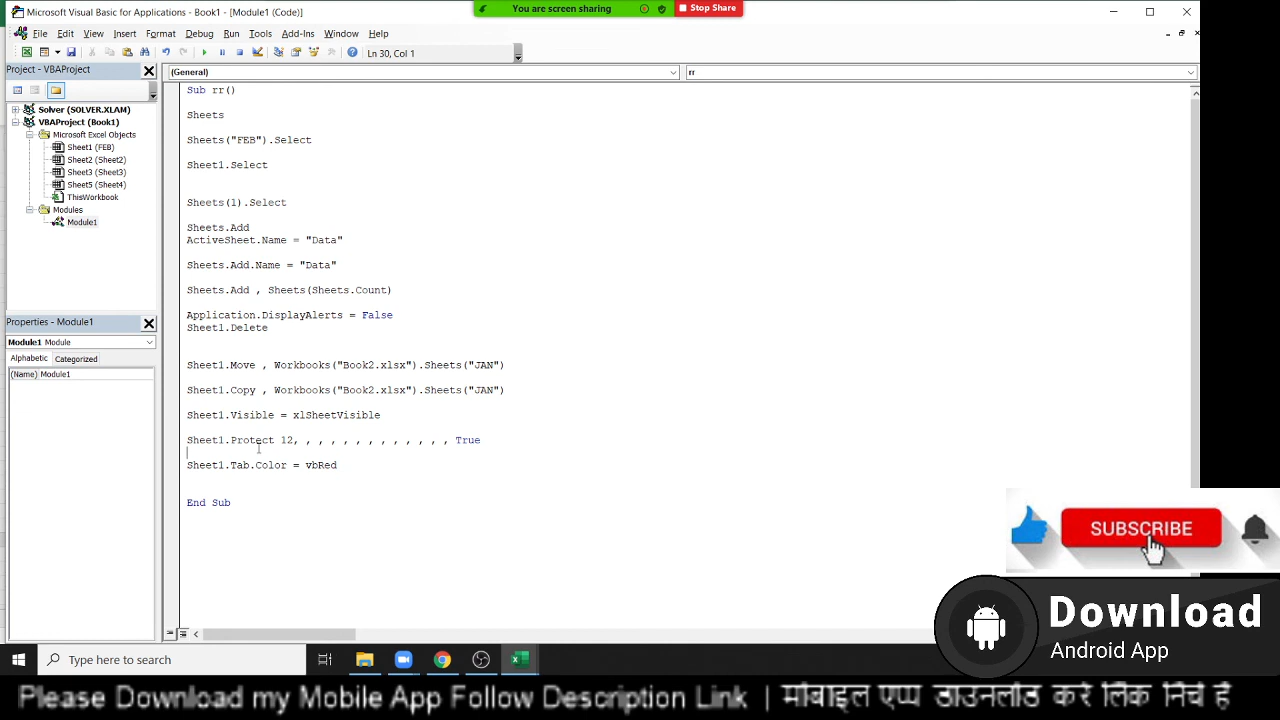 Microsoft Visual Basic for Applications - Book1 - [Module1 (Code)]
You are screen sharing
Stop Share
File Edit View Insert Format Debug Run Tools Add-Ins Window Help
Ln 30, Col 1
Project - VBAProject
(General)
rr
Solver (SOLVER.XLAM)
VBAProject (Book1)
Microsoft Excel Objects
Sheet1 (FEB)
Sheet2 (Sheet2)
Sheet3 (Sheet3)
Sheet5 (Sheet4)
ThisWorkbook
Modules
Module1
Properties - Module1
Module1 Module
Alphabetic Categorized
(Name) Module1
Sub rr()
Sheets
Sheets("FEB").Select
Sheet1.Select
Sheets(1).Select
Sheets.Add
ActiveSheet.Name = "Data"
Sheets.Add.Name = "Data"
Sheets.Add , Sheets(Sheets.Count)
Application.DisplayAlerts = False
Sheet1.Delete
Sheet1.Move , Workbooks("Book2.xlsx").Sheets("JAN")
Sheet1.Copy , Workbooks("Book2.xlsx").Sheets("JAN")
Sheet1.Visible = xlSheetVisible
Sheet1.Protect 12, , , , , , , , , , , , , True
Sheet1.Tab.Color = vbRed
End Sub
SUBSCRIBE
Download
Android App
Type here to search
Please Download my Mobile App Follow Description Link | मोबाइल एप्प डाउनलोड करे लिंक निचे है